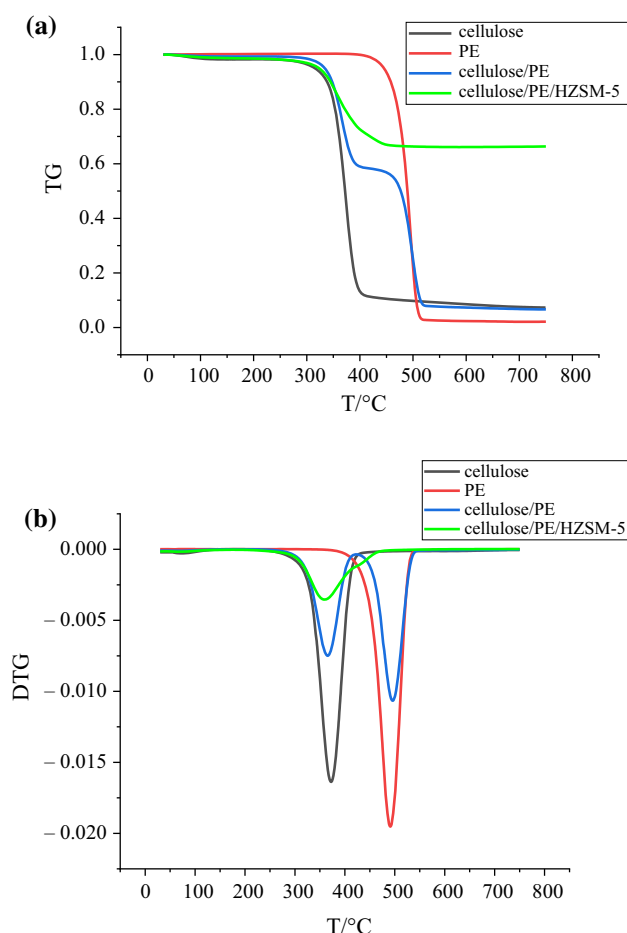 (a)
cellulose
PE
cellulose/PE
cellulose/PE/HZSM-5
1.0
0.8
0.6
0.4
0.2
0.0
TG
0 100 200 300 400 500 600 700 800
T/°C
(b)
cellulose
PE
cellulose/PE
cellulose/PE/HZSM-5
0.000
– 0.005
– 0.010
– 0.015
– 0.020
DTG
0 100 200 300 400 500 600 700 800
T/°C